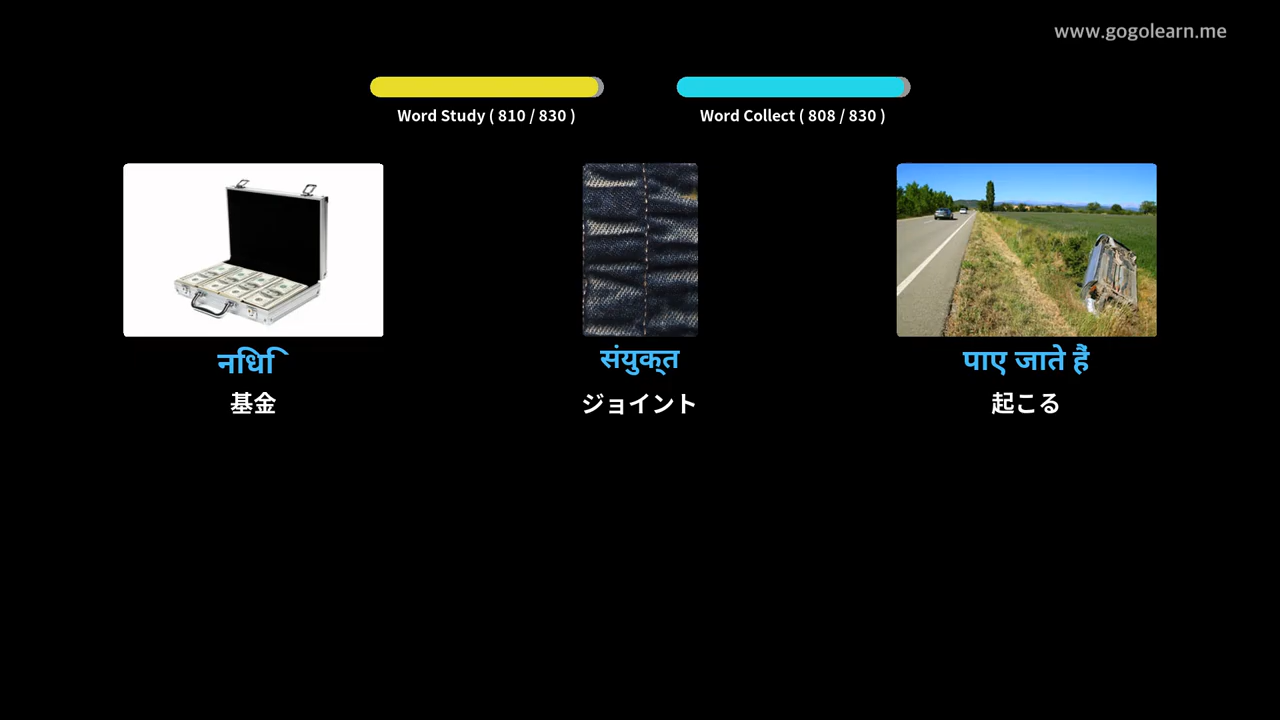 www.gogolearn.me
Word Study ( 810 / 830 )
Word Collect ( 808 / 830 )
निधि
संयुक्त
पाए जाते हैं
基金
ジョイント
起こる